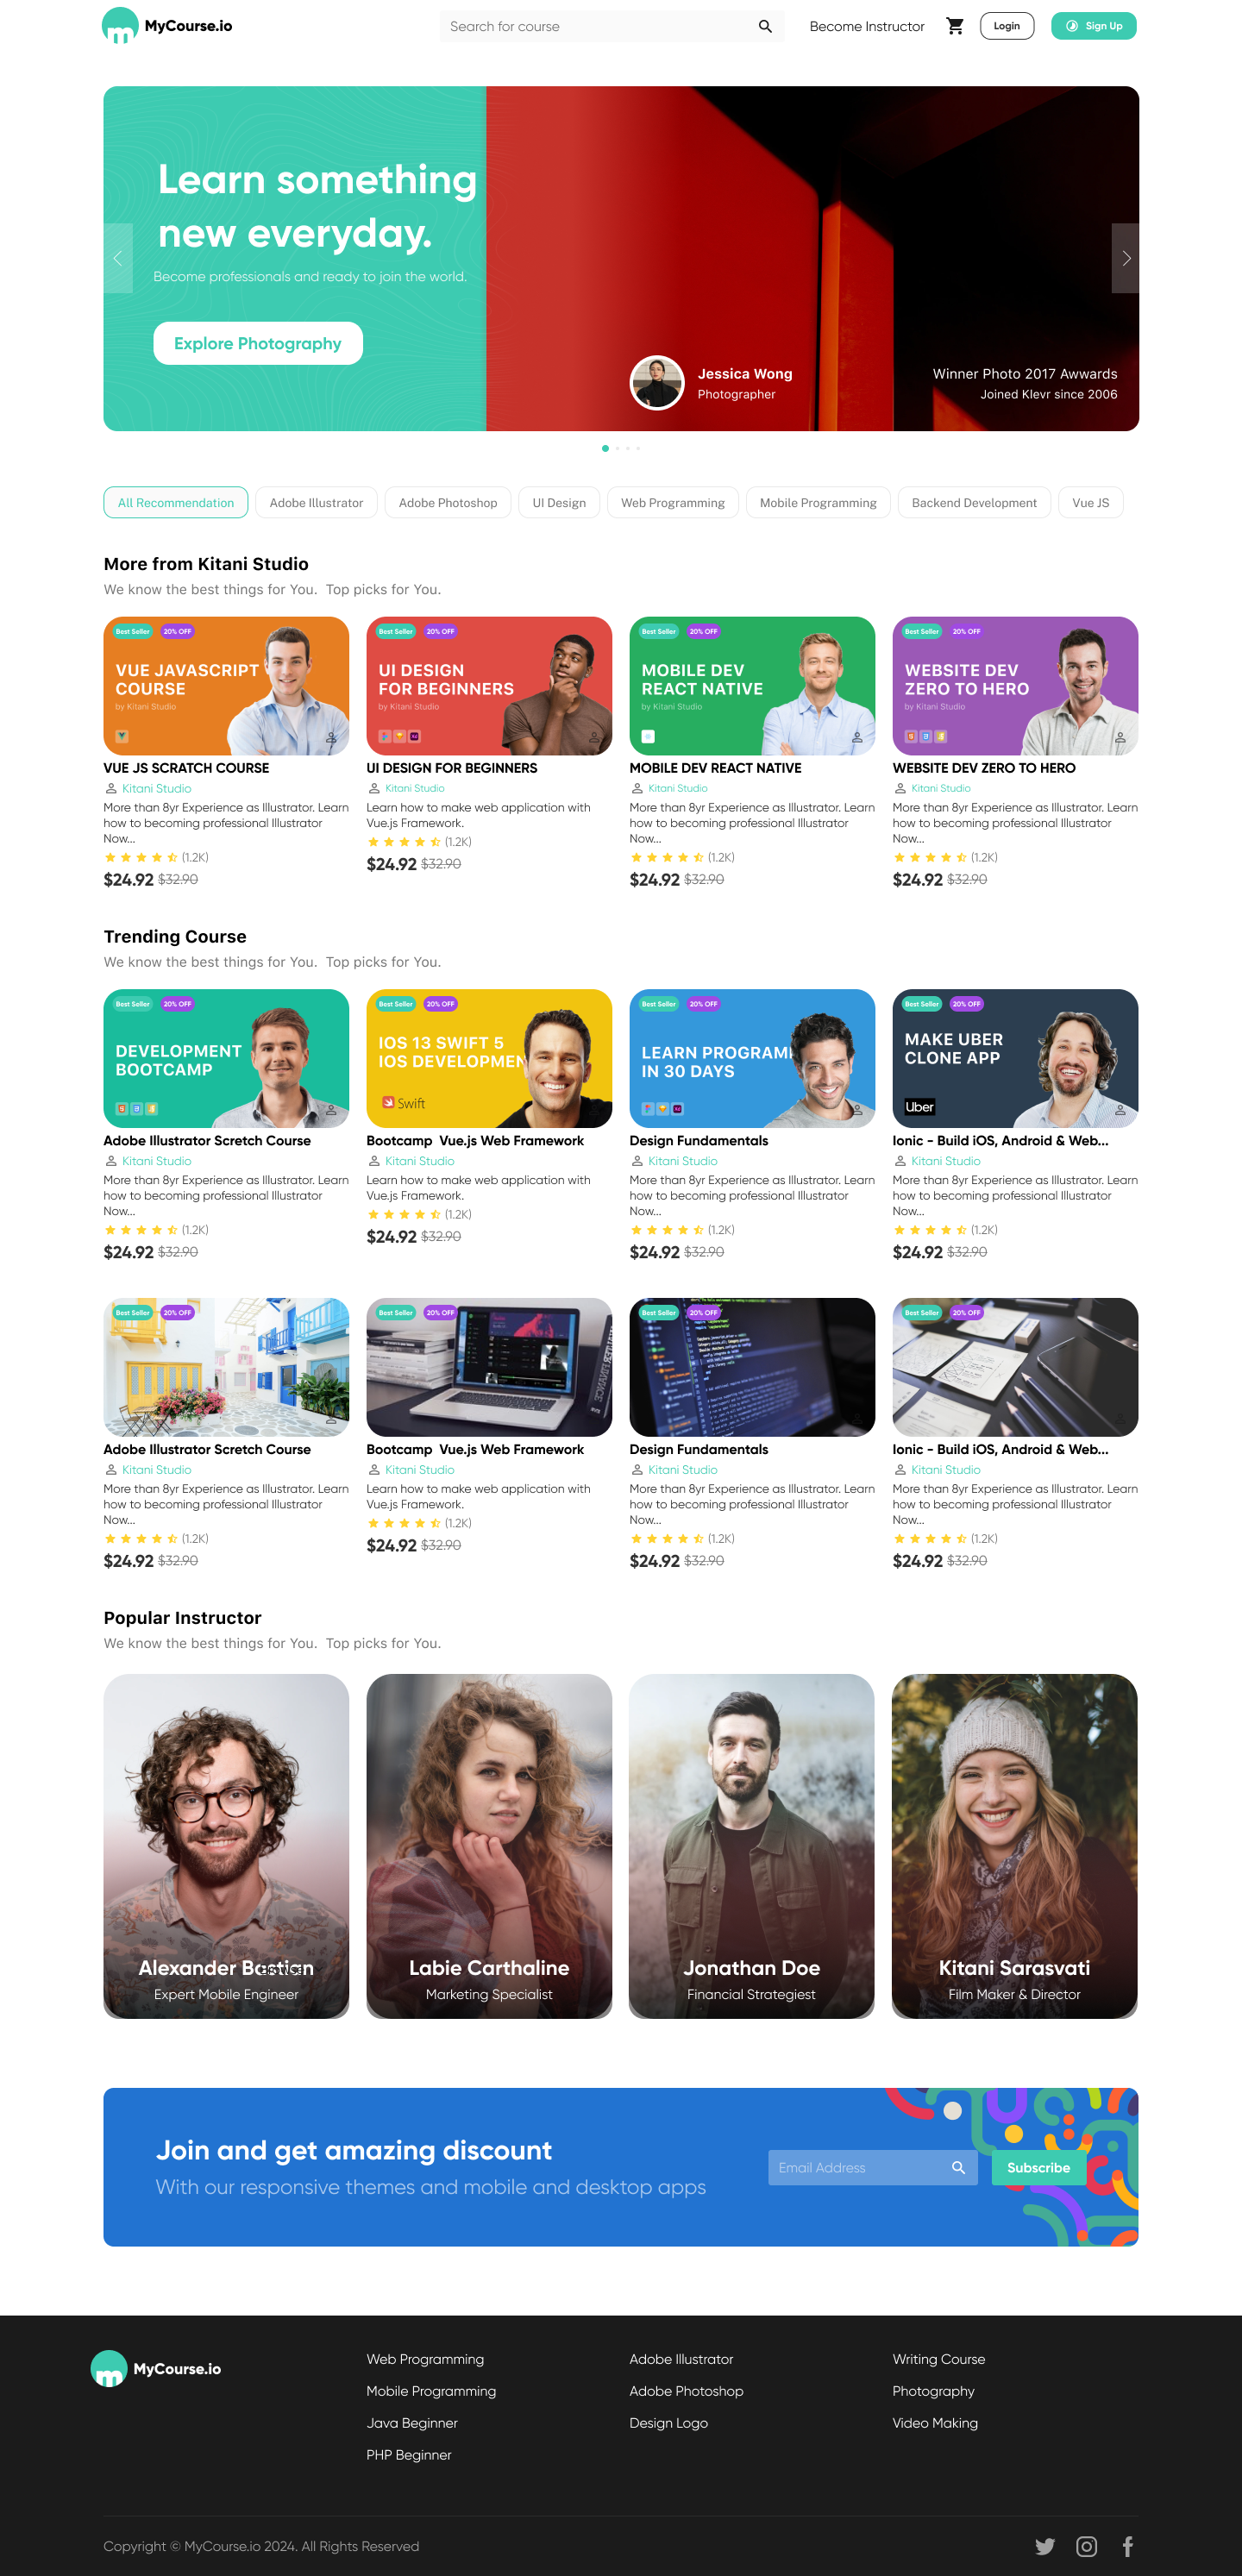 MyCourse.io
Search for course
Become Instructor
Login
Sign Up
Learn something
new everyday.
Become professionals and ready to join the world.
Explore Photography
Jessica Wong
Photographer
Winner Photo 2017 Awwards
Joined Klevr since 2006
All Recommendation
Adobe Illustrator
Adobe Photoshop
UI Design
Web Programming
Mobile Programming
Backend Development
Vue JS
More from Kitani Studio
We know the best things for You.  Top picks for You.
Best Seller
20% OFF
VUE JAVASCRIPT
COURSE
by Kitani Studio
VUE JS SCRATCH COURSE
Kitani Studio
More than 8yr Experience as Illustrator. Learn
how to becoming professional Illustrator
Now...
(1.2K)
$24.92 $32.90
Best Seller
20% OFF
UI DESIGN
FOR BEGINNERS
by Kitani Studio
UI DESIGN FOR BEGINNERS
Kitani Studio
Learn how to make web application with
Vue.js Framework.
(1.2K)
$24.92 $32.90
Best Seller
20% OFF
MOBILE DEV
REACT NATIVE
by Kitani Studio
MOBILE DEV REACT NATIVE
Kitani Studio
More than 8yr Experience as Illustrator. Learn
how to becoming professional Illustrator
Now...
(1.2K)
$24.92 $32.90
Best Seller
20% OFF
WEBSITE DEV
ZERO TO HERO
by Kitani Studio
WEBSITE DEV ZERO TO HERO
Kitani Studio
More than 8yr Experience as Illustrator. Learn
how to becoming professional Illustrator
Now...
(1.2K)
$24.92 $32.90
Trending Course
We know the best things for You.  Top picks for You.
Best Seller
20% OFF
DEVELOPMENT
BOOTCAMP
Adobe Illustrator Scretch Course
Kitani Studio
More than 8yr Experience as Illustrator. Learn
how to becoming professional Illustrator
Now...
(1.2K)
$24.92 $32.90
Best Seller
20% OFF
IOS 13 SWIFT 5
IOS DEVELOPMEN
Swift
Bootcamp  Vue.js Web Framework
Kitani Studio
Learn how to make web application with
Vue.js Framework.
(1.2K)
$24.92 $32.90
Best Seller
20% OFF
LEARN PROGRAM
IN 30 DAYS
Design Fundamentals
Kitani Studio
More than 8yr Experience as Illustrator. Learn
how to becoming professional Illustrator
Now...
(1.2K)
$24.92 $32.90
Best Seller
20% OFF
MAKE UBER
CLONE APP
Uber
Ionic - Build iOS, Android & Web...
Kitani Studio
More than 8yr Experience as Illustrator. Learn
how to becoming professional Illustrator
Now...
(1.2K)
$24.92 $32.90
Best Seller
20% OFF
Adobe Illustrator Scretch Course
Kitani Studio
More than 8yr Experience as Illustrator. Learn
how to becoming professional Illustrator
Now...
(1.2K)
$24.92 $32.90
Best Seller
20% OFF
Bootcamp  Vue.js Web Framework
Kitani Studio
Learn how to make web application with
Vue.js Framework.
(1.2K)
$24.92 $32.90
Best Seller
20% OFF
Design Fundamentals
Kitani Studio
More than 8yr Experience as Illustrator. Learn
how to becoming professional Illustrator
Now...
(1.2K)
$24.92 $32.90
Best Seller
20% OFF
Ionic - Build iOS, Android & Web...
Kitani Studio
More than 8yr Experience as Illustrator. Learn
how to becoming professional Illustrator
Now...
(1.2K)
$24.92 $32.90
Popular Instructor
We know the best things for You.  Top picks for You.
Alexander Bastien
Browse
Expert Mobile Engineer
Labie Carthaline
Marketing Specialist
Jonathan Doe
Financial Strategiest
Kitani Sarasvati
Film Maker & Director
Join and get amazing discount
With our responsive themes and mobile and desktop apps
Email Address
Subscribe
MyCourse.io
Web Programming
Mobile Programming
Java Beginner
PHP Beginner
Adobe Illustrator
Adobe Photoshop
Design Logo
Writing Course
Photography
Video Making
Copyright © MyCourse.io 2024. All Rights Reserved